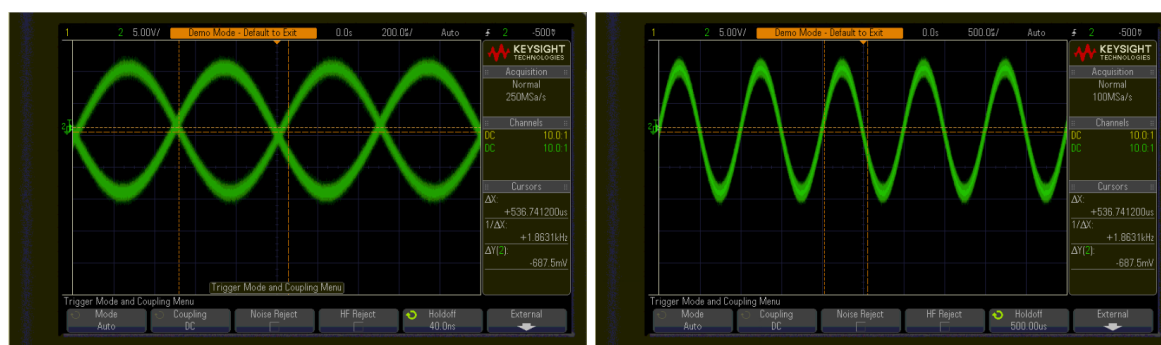 1 2 5.00V/ Demo Mode - Default to Exit 0.0s 200.0%/ Auto 2 -500
KEYSIGHT
TECHNOLOGIES
Acquisition
Normal
250MSa/s
Channels
DC 10.0:1
DC 10.0:1
Cursors
ΔX:
+536.741200us
1/ΔX:
+1.8631kHz
ΔY(2):
-687.5mV
Trigger Mode and Coupling Menu
Trigger Mode and Coupling Menu
Mode Coupling Noise Reject HF Reject Holdoff External
Auto DC 40.0ns
1 2 5.00V/ Demo Mode - Default to Exit 0.0s 500.0%/ Auto 2 -500
KEYSIGHT
TECHNOLOGIES
Acquisition
Normal
100MSa/s
Channels
DC 10.0:1
DC 10.0:1
Cursors
ΔX:
+536.741200us
1/ΔX:
+1.8631kHz
ΔY(2):
-687.5mV
Trigger Mode and Coupling Menu
Mode Coupling Noise Reject HF Reject Holdoff External
Auto DC 500.00us